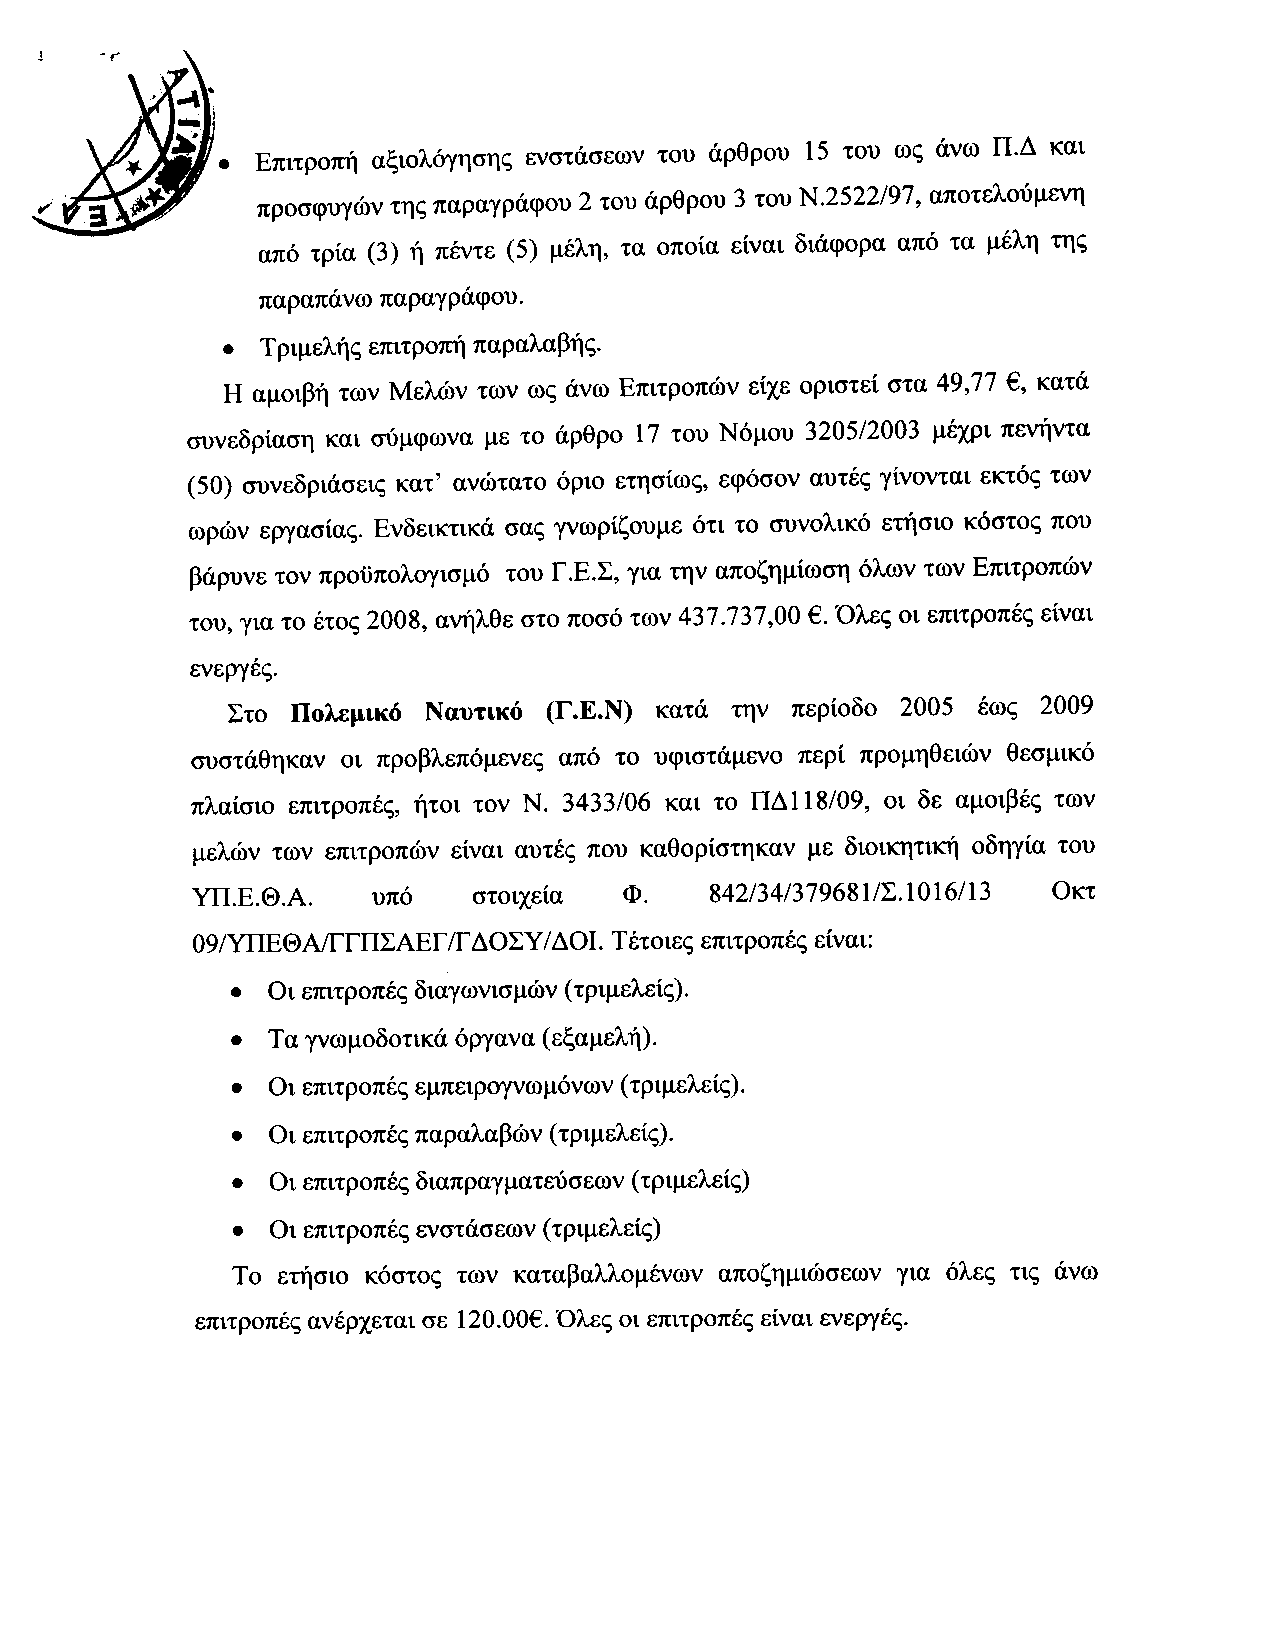 • Επιτροπή αξιολόγησης ενστάσεων του άρθρου 15 του ως άνω Π.Δ και
προσφυγών της παραγράφου 2 του άρθρου 3 του Ν.2522/97, αποτελούμενη
από τρία (3) ή πέντε (5) μέλη, τα οποία είναι διάφορα από τα μέλη της
παραπάνω παραγράφου.
• Τριμελής επιτροπή παραλαβής.
Η αμοιβή των Μελών των ως άνω Επιτροπών είχε οριστεί στα 49,77 €, κατά
συνεδρίαση και σύμφωνα με το άρθρο 17 του Νόμου 3205/2003 μέχρι πενήντα
(50) συνεδριάσεις κατ’ ανώτατο όριο ετησίως, εφόσον αυτές γίνονται εκτός των
ωρών εργασίας. Ενδεικτικά σας γνωρίζουμε ότι το συνολικό ετήσιο κόστος που
βάρυνε τον προϋπολογισμό του Γ.Ε.Σ, για την αποζημίωση όλων των Επιτροπών
του, για το έτος 2008, ανήλθε στο ποσό των 437.737,00 €. Όλες οι επιτροπές είναι
ενεργές.
Στο Πολεμικό Ναυτικό (Γ.Ε.Ν) κατά την περίοδο 2005 έως 2009
συστάθηκαν οι προβλεπόμενες από το υφιστάμενο περί προμηθειών θεσμικό
πλαίσιο επιτροπές, ήτοι τον Ν. 3433/06 και το ΠΔ118/09, οι δε αμοιβές των
μελών των επιτροπών είναι αυτές που καθορίστηκαν με διοικητική οδηγία του
ΥΠ.Ε.Θ.Α. υπό στοιχεία Φ. 842/34/379681/Σ.1016/13 Οκτ
09/ΥΠΕΘΑ/ΓΓΠΣΑΕΓ/ΓΔΟΣΥ/ΔΟΙ. Τέτοιες επιτροπές είναι:
• Οι επιτροπές διαγωνισμών (τριμελείς).
• Τα γνωμοδοτικά όργανα (εξαμελή).
• Οι επιτροπές εμπειρογνωμόνων (τριμελείς).
• Οι επιτροπές παραλαβών (τριμελείς).
• Οι επιτροπές διαπραγματεύσεων (τριμελείς)
• Οι επιτροπές ενστάσεων (τριμελείς)
Το ετήσιο κόστος των καταβαλλομένων αποζημιώσεων για όλες τις άνω
επιτροπές ανέρχεται σε 120.00€. Όλες οι επιτροπές είναι ενεργές.